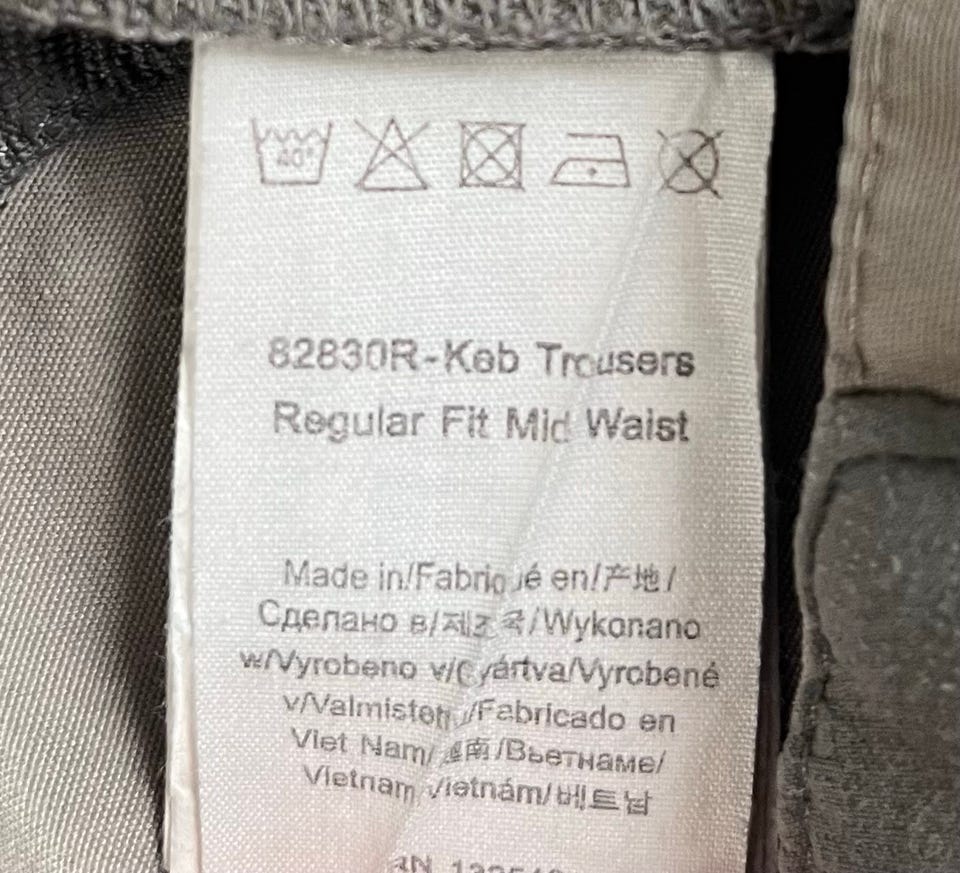 40°
82830R-Keb Trousers
Regular Fit Mid Waist
Made in/Fabriqué en/产地/
Сделано в/제조국/Wykonano
w/Vyrobeno v/Gyártva/Vyrobené
v/Valmistettu/Fabricado en
Viet Nam/越南/Вьетнаме/
Vietnam/Vietnám/베트남